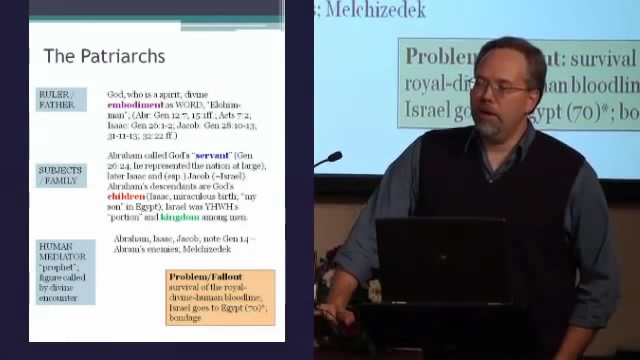 The Patriarchs
RULER /
FATHER
God, who is a spirit, divine
embodiment as WORD, "Elohim-
man"; (Abr: Gen 12:7; 15:1ff., Acts 7:2;
Isaac: Gen 26:1-2; Jacob: Gen 28:10-13,
31-11-13; 32:22 ff.)
SUBJECTS
/ FAMILY
Abraham called God's "servant" (Gen
26:24, he represented the nation at large),
later Isaac and (esp.) Jacob (=Israel).
Abraham's descendants are God's
children (Isaac, miraculous birth; "my
son" in Egypt), Israel was YHWH's
"portion" and kingdom among men.
HUMAN
MEDIATOR
"prophet";
figure called
by divine
encounter
Abraham, Isaac, Jacob; note Gen 14 –
Abram's enemies; Melchizedek
Problem/Fallout
survival of the royal-
divine-human bloodline,
Israel goes to Egypt (70)*;
bondage
s; Melchizedek
Problem
out: survival
royal-
human bloodline
Israel
Egypt (70)*; bo